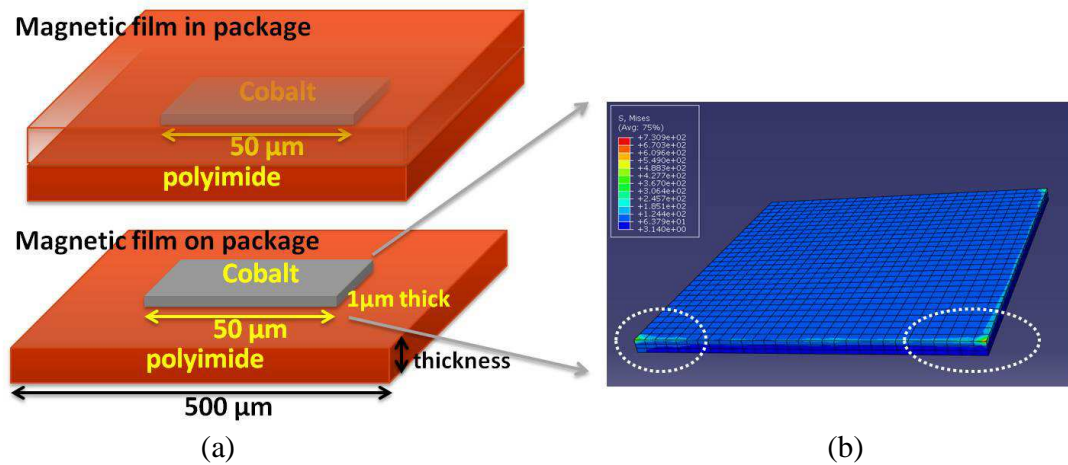 Magnetic film in package
Cobalt
50 µm
polyimide
Magnetic film on package
Cobalt
1µm thick
50 µm
polyimide
thickness
500 µm
(a)
S, Mises
(Avg: 75%)
+7.309e+02
+6.703e+02
+6.096e+02
+5.490e+02
+4.883e+02
+4.277e+02
+3.670e+02
+3.064e+02
+2.457e+02
+1.851e+02
+1.244e+02
+6.379e+01
+3.140e+00
(b)